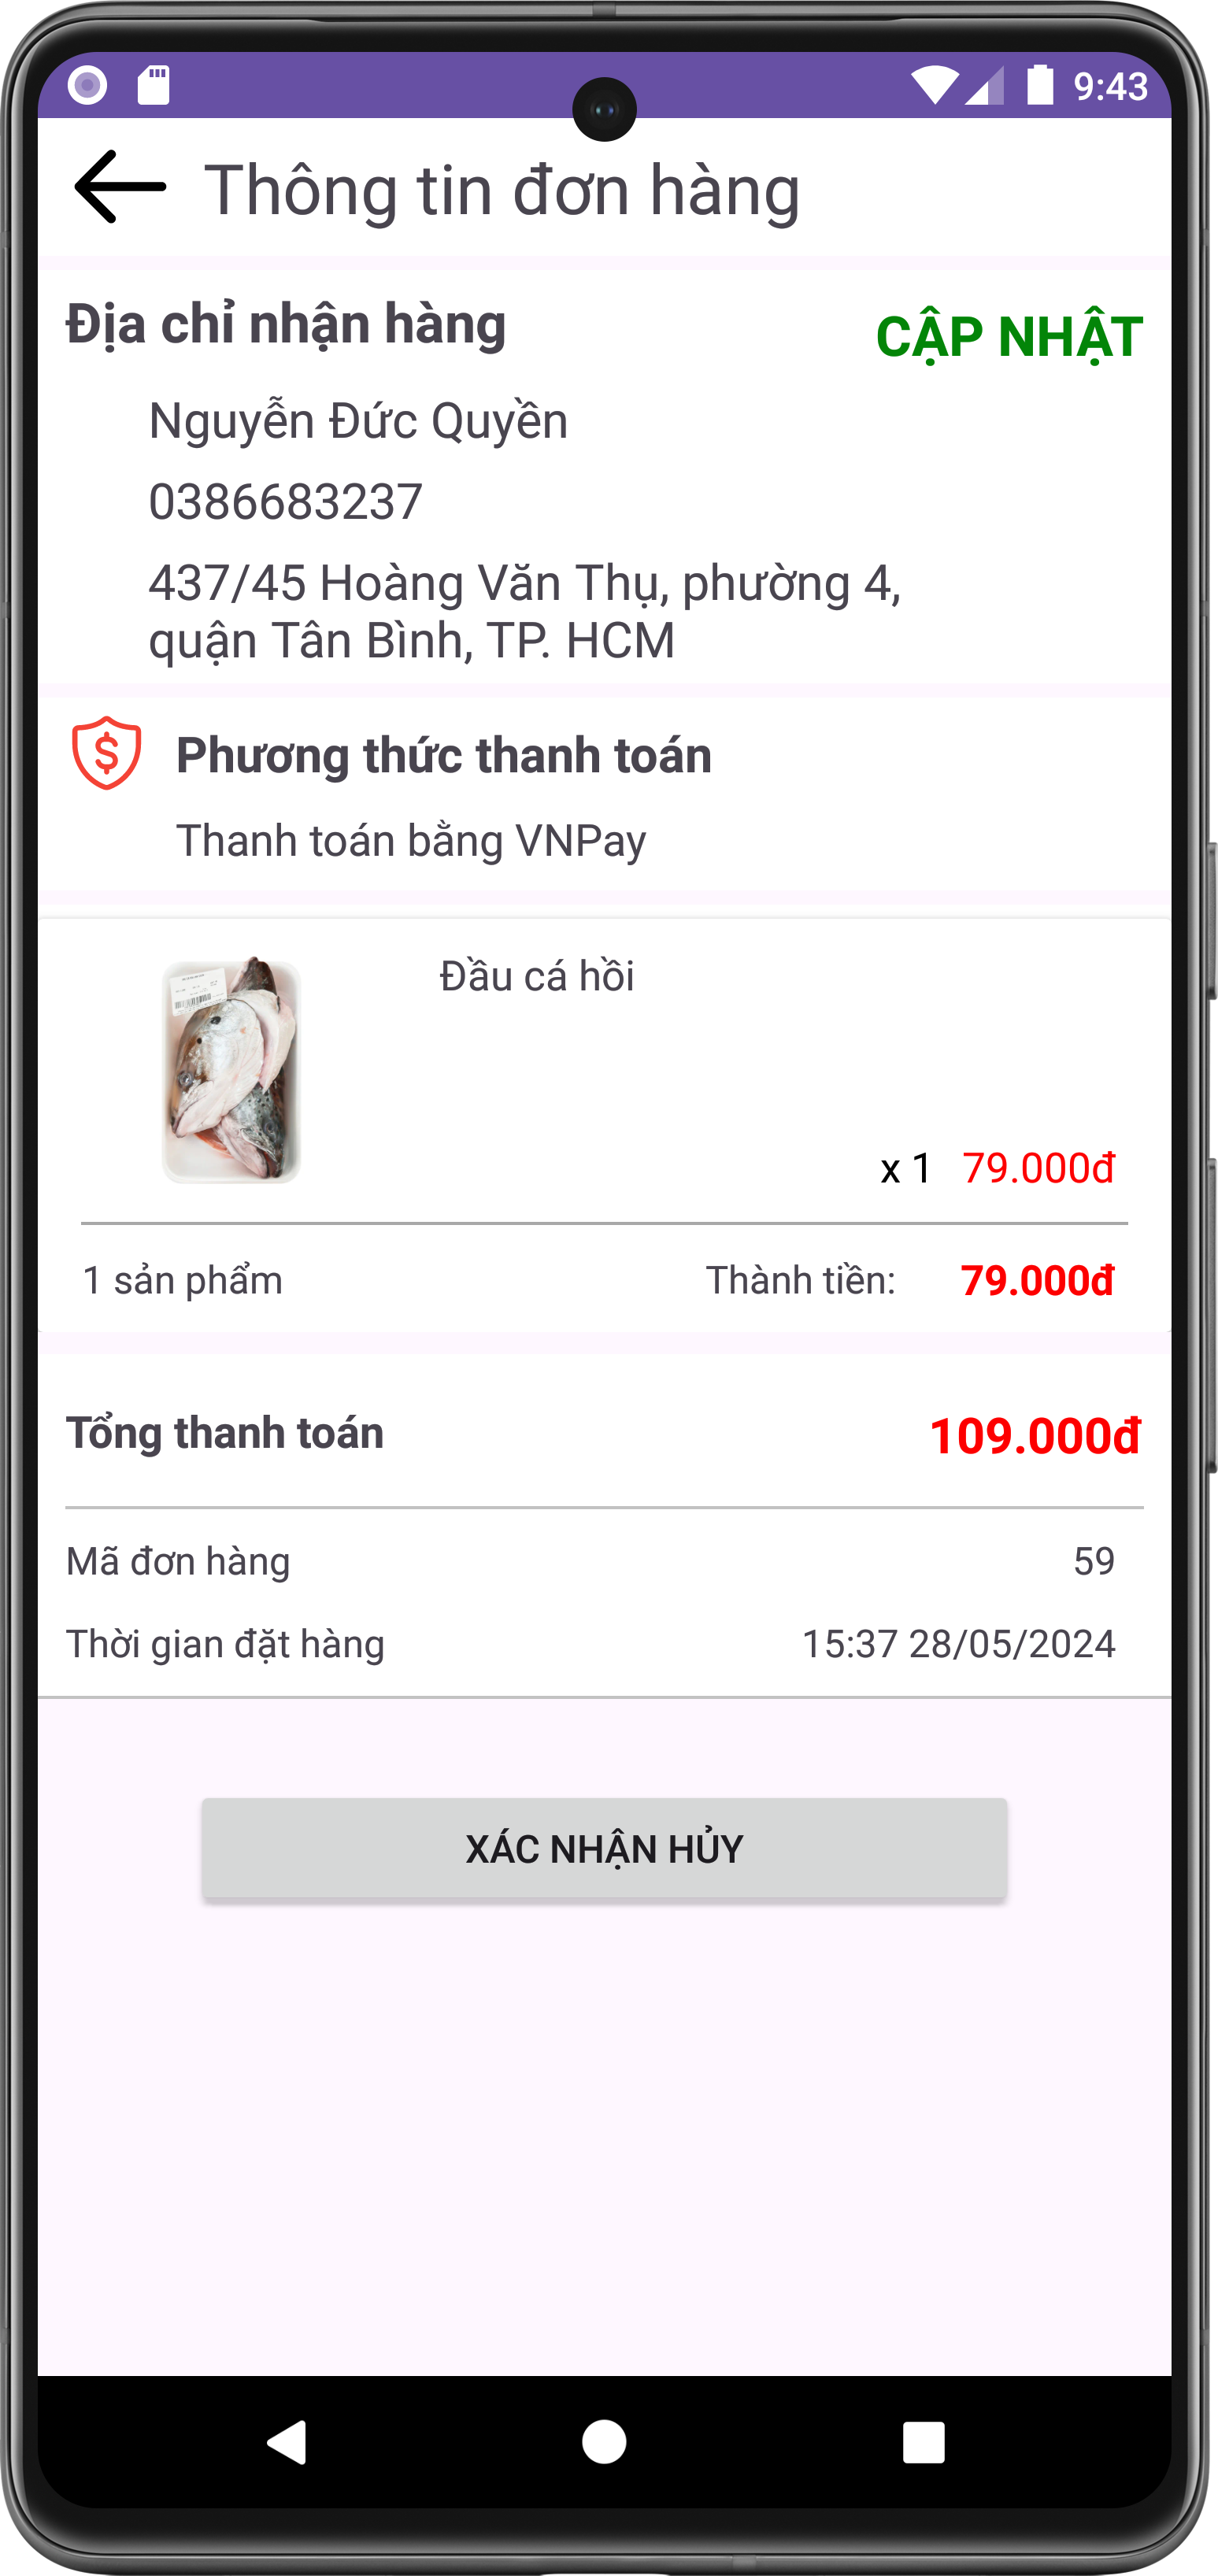 9:43
Thông tin đơn hàng
Địa chỉ nhận hàng
CẬP NHẬT
Nguyễn Đức Quyền
0386683237
437/45 Hoàng Văn Thụ, phường 4,
quận Tân Bình, TP. HCM
Phương thức thanh toán
Thanh toán bằng VNPay
Đầu cá hồi
x 1 79.000đ
1 sản phẩm Thành tiền: 79.000đ
Tổng thanh toán 109.000đ
Mã đơn hàng 59
Thời gian đặt hàng 15:37 28/05/2024
XÁC NHẬN HỦY